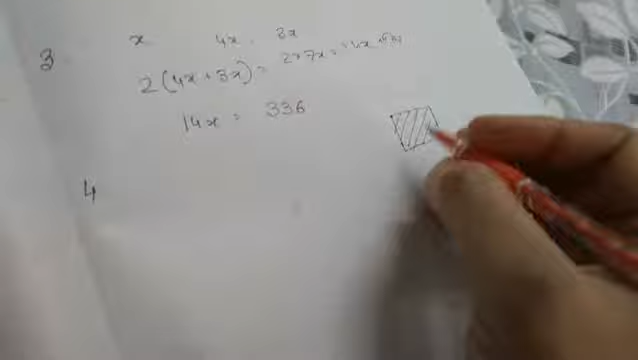 3
x 4x 3x
2(4x+3x) = 2×7x = 14x
14x = 336
4